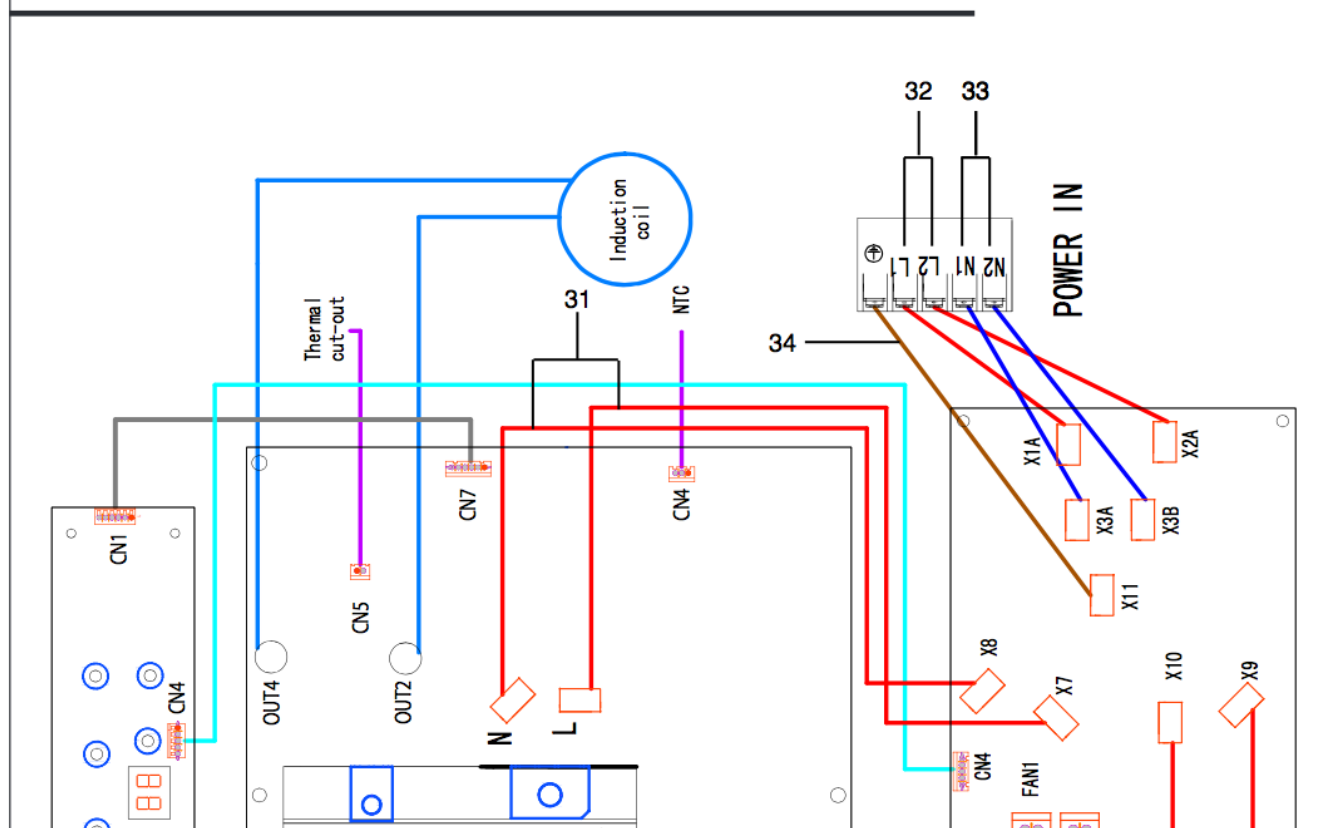 32 33
POWER IN
L1 L2 N1 N2
Induction
coil
31
NTC
Thermal
cut-out
34
X1A
X2A
CN7
CN4
X3A
X3B
CN1
CN5
X11
X8
X10
X9
CN4
OUT4
OUT2
X7
N
L
CN4
FAN1